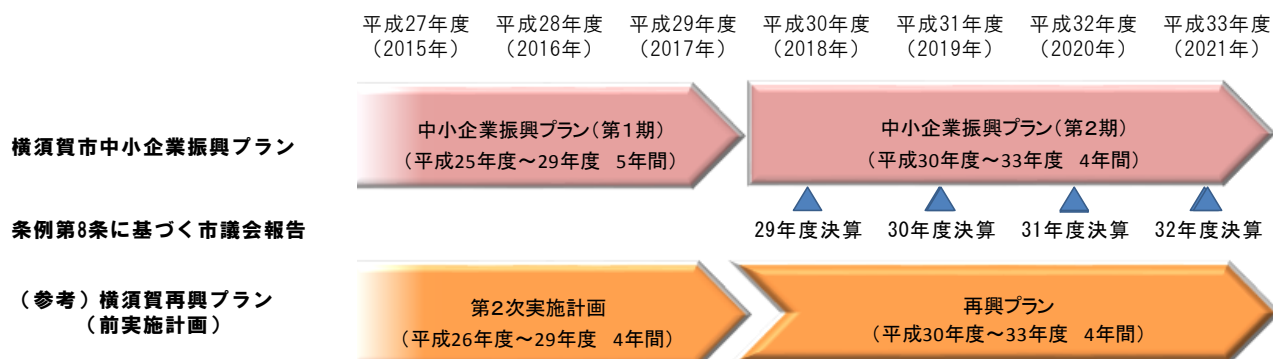 平成27年度 平成28年度 平成29年度 平成30年度 平成31年度 平成32年度 平成33年度
（2015年） （2016年） （2017年） （2018年） （2019年） （2020年） （2021年）
横須賀市中小企業振興プラン
中小企業振興プラン（第１期）
（平成25年度～29年度 5年間）
中小企業振興プラン（第２期）
（平成30年度～33年度 4年間）
条例第8条に基づく市議会報告
29年度決算 30年度決算 31年度決算 32年度決算
（参考）横須賀再興プラン
（前実施計画）
第２次実施計画
（平成26年度～29年度 4年間）
再興プラン
（平成30年度～33年度 4年間）